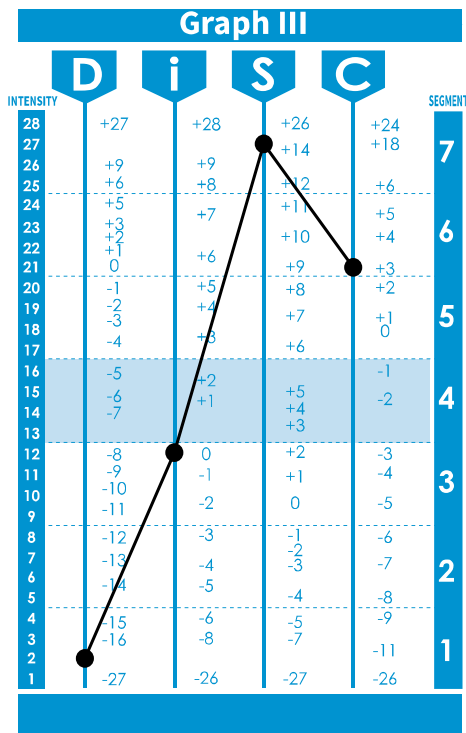 Graph III
D i S C
INTENSITY SEGMENT
28 +27 +28 +26 +24
27 +14 +18 7
26 +9 +9
25 +6 +8 +12 +6
24 +5 +7 +11 +5
23 +3 6
+2 +10 +4
22 +1 +6
21 0 +9 +3
20 -1 +5 +8 +2
19 -2 +4
-3 +7 +1 5
18 +3 0
17 -4 +6
16 -5 +2 -1
15 -6 +1 +5 -2 4
14 -7 +4
13 +3
12 -8 0 +2 -3
11 -9 -1 +1 -4
10 -10 -2 0 -5 3
9 -11
8 -12 -3 -1 -6
-2
7 -13 -4 -3 -7 2
6 -14 -5
5 -4 -8
4 -15 -6 -5 -9
3 -16 -8 -7
2 -11 1
1 -27 -26 -27 -26